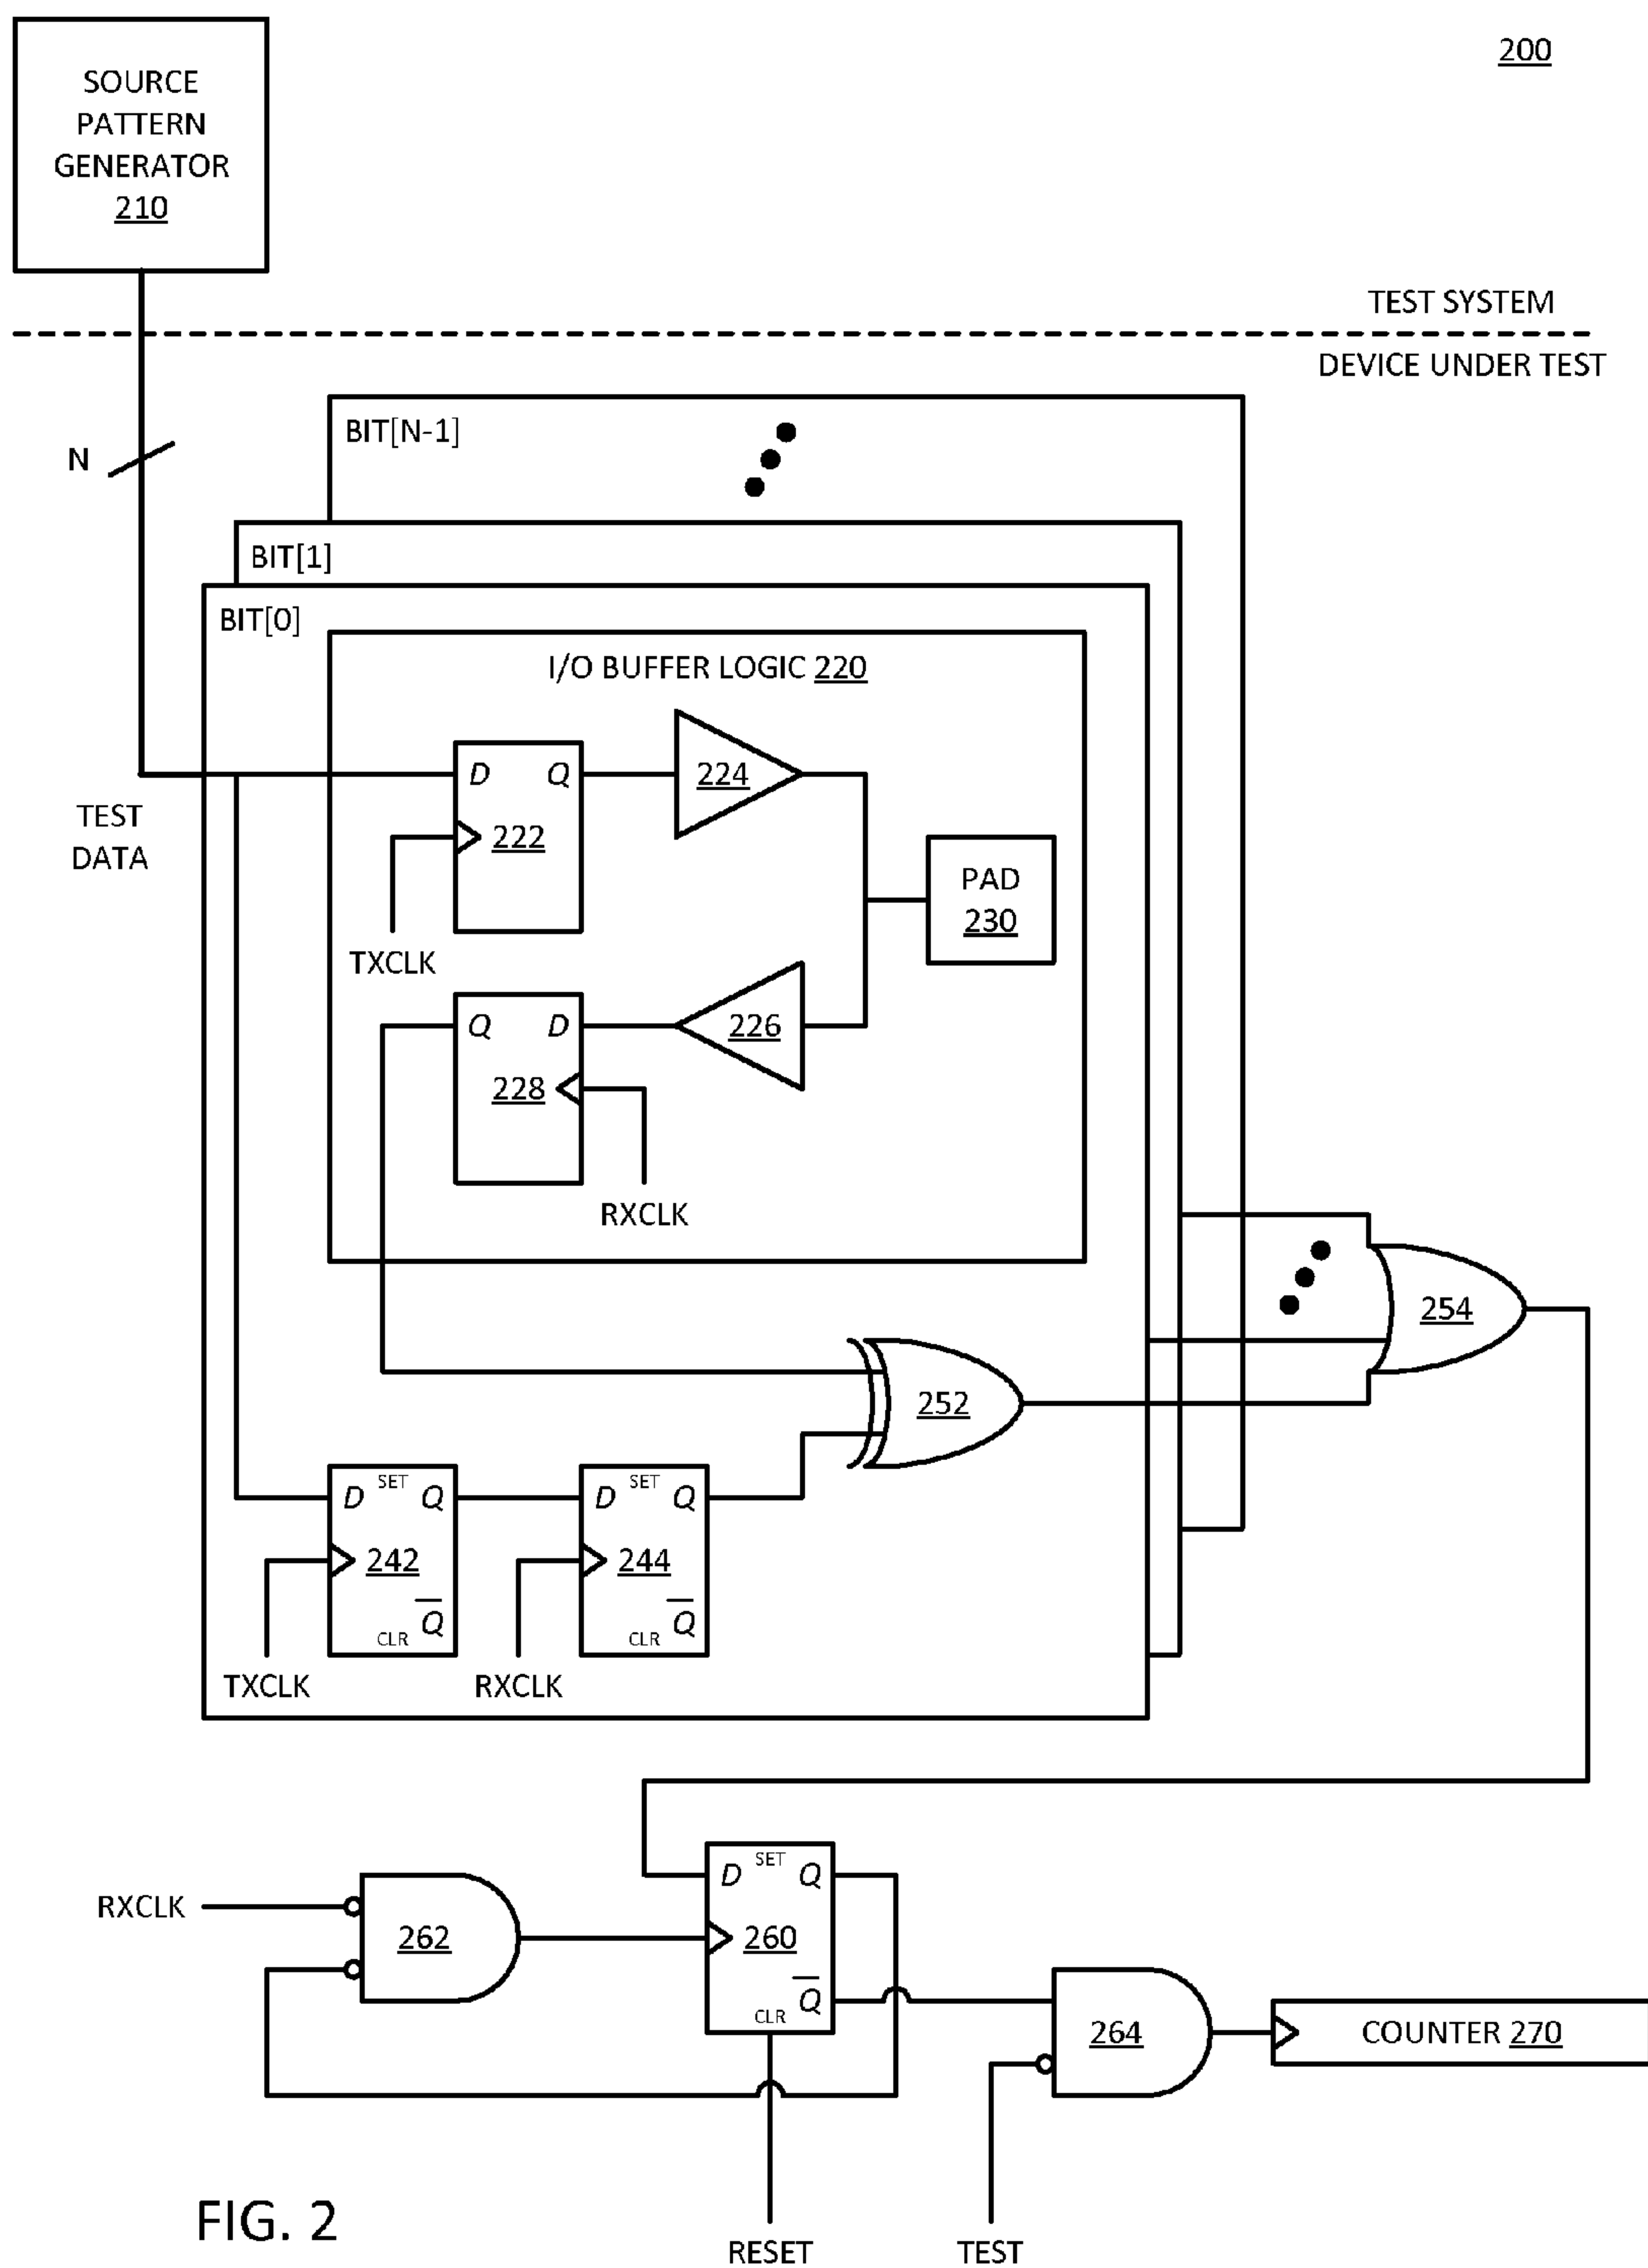 200
SOURCE
PATTERN
GENERATOR
210
TEST SYSTEM
DEVICE UNDER TEST
N
BIT[N-1]
BIT[1]
BIT[0]
I/O BUFFER LOGIC 220
D Q
222
224
TXCLK
TEST
DATA
PAD
230
Q D
228
226
RXCLK
254
252
D SET Q
242
Q
CLR
TXCLK
D SET Q
244
Q
CLR
RXCLK
RXCLK
262
D SET Q
260
Q
CLR
264
COUNTER 270
RESET
TEST
FIG. 2